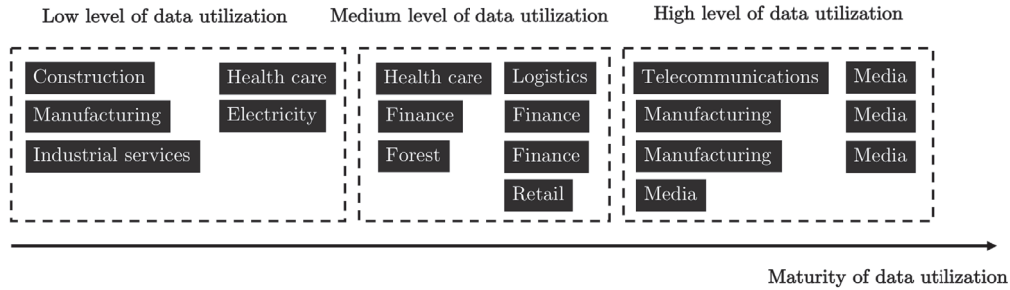 Low level of data utilization
Medium level of data utilization
High level of data utilization
Construction
Health care
Manufacturing
Electricity
Industrial services
Health care
Logistics
Finance
Finance
Forest
Finance
Retail
Telecommunications
Media
Manufacturing
Media
Manufacturing
Media
Media
Maturity of data utilization